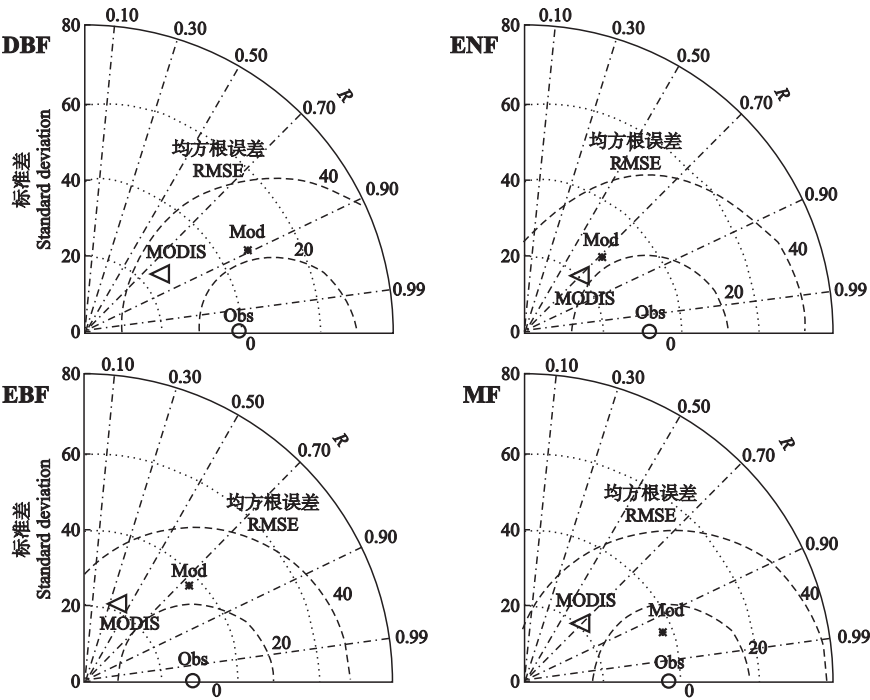 DBF
标准差
Standard deviation
80
60
40
20
0
0.10
0.30
0.50
0.70
R
0.90
0.99
均方根误差
RMSE
40
20
Mod
MODIS
Obs
0
ENF
80
60
40
20
0
0.10
0.30
0.50
0.70
R
0.90
0.99
均方根误差
RMSE
40
20
Mod
MODIS
Obs
0
EBF
标准差
Standard deviation
80
60
40
20
0
0.10
0.30
0.50
0.70
R
0.90
0.99
均方根误差
RMSE
40
20
Mod
MODIS
Obs
0
MF
80
60
40
20
0
0.10
0.30
0.50
0.70
R
0.90
0.99
均方根误差
RMSE
40
20
MODIS
Mod
Obs
0